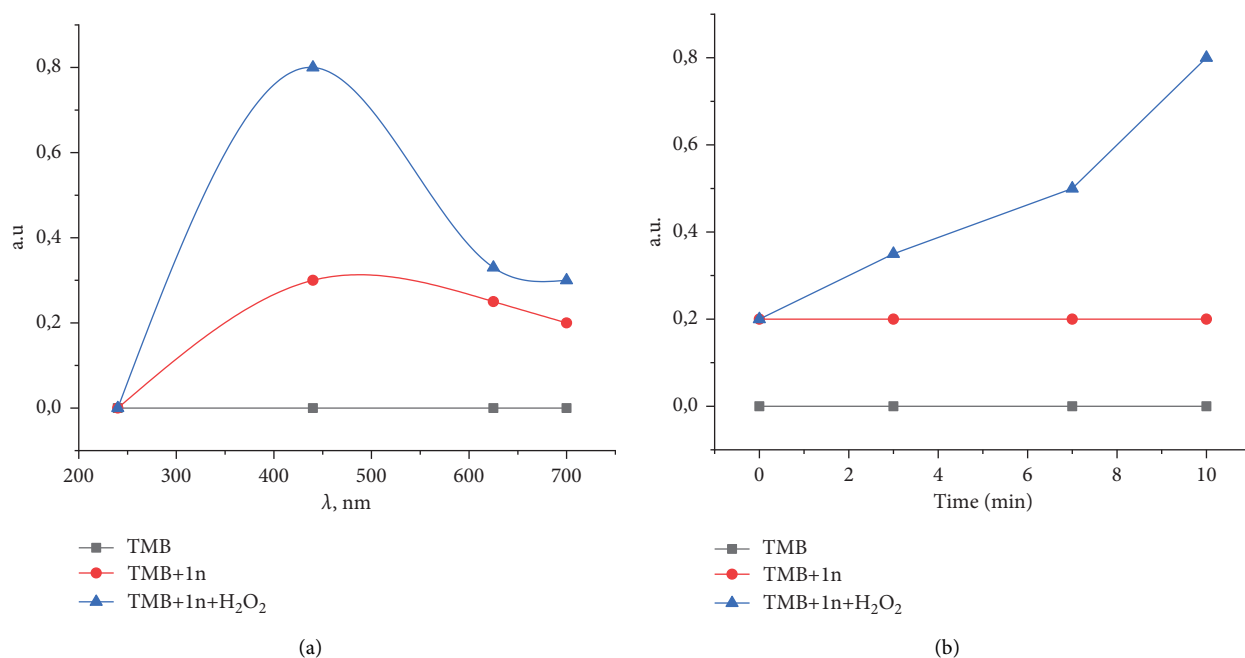 0,8
0,6
0,4
0,2
0,0
a.u
200 300 400 500 600 700
λ, nm
TMB
TMB+1n
TMB+1n+H₂O₂
(a)
0,8
0,6
0,4
0,2
0,0
a.u.
0 2 4 6 8 10
Time (min)
TMB
TMB+1n
TMB+1n+H₂O₂
(b)